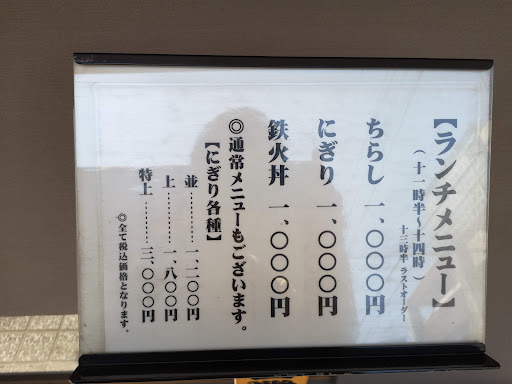 【ランチメニュー】
(十一時半〜十四時)
十三時半 ラストオーダー
ちらし 一、〇〇〇円
にぎり 一、〇〇〇円
鉄火丼 一、〇〇〇円
◎通常メニューもございます。
【にぎり各種】
並………一、二〇〇円
上………一、八〇〇円
特上………三、〇〇〇円
◎全て税込価格となります。